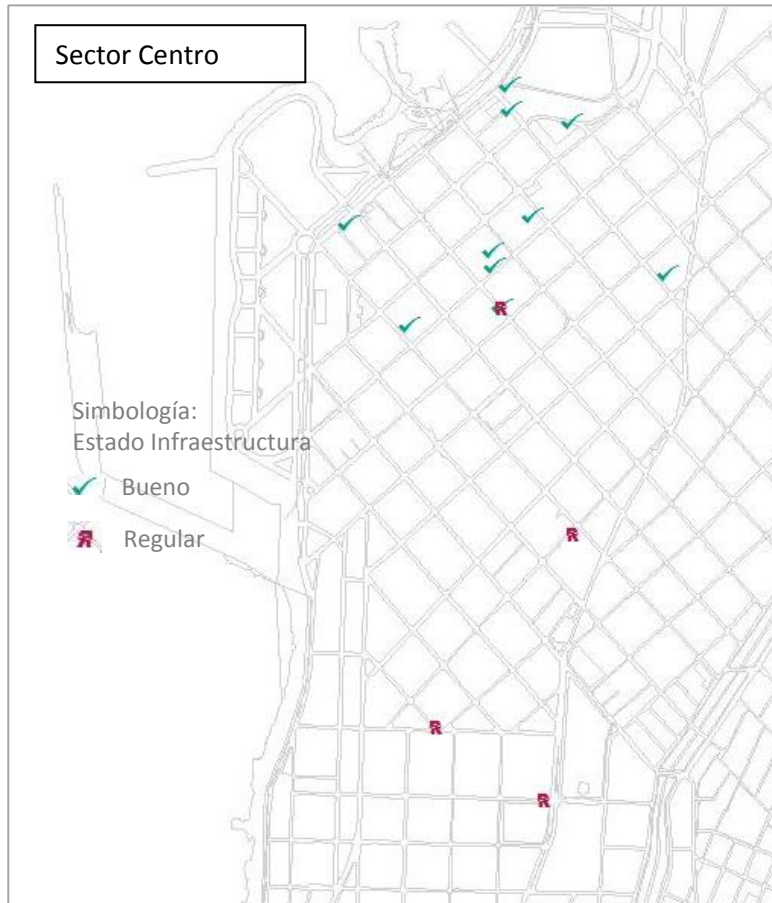 Sector Centro
Simbología:
Estado Infraestructura
Bueno
R Regular
R
R
R
R